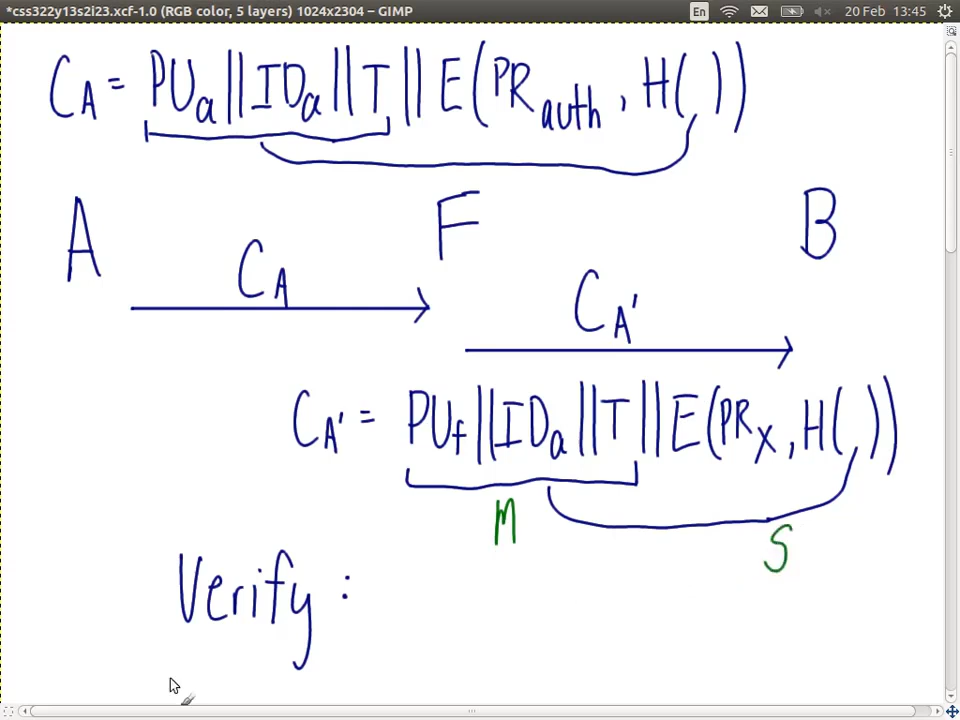 *css322y13s2i23.xcf-1.0 (RGB color, 5 layers) 1024x2304 – GIMP En 20 Feb 13:45
C_A = PU_a || ID_a || T || E(PR_auth, H( ))
A F B
C_A
C_A'
C_A' = PU_f || ID_a || T || E(PR_x, H( ))
M S
Verify :